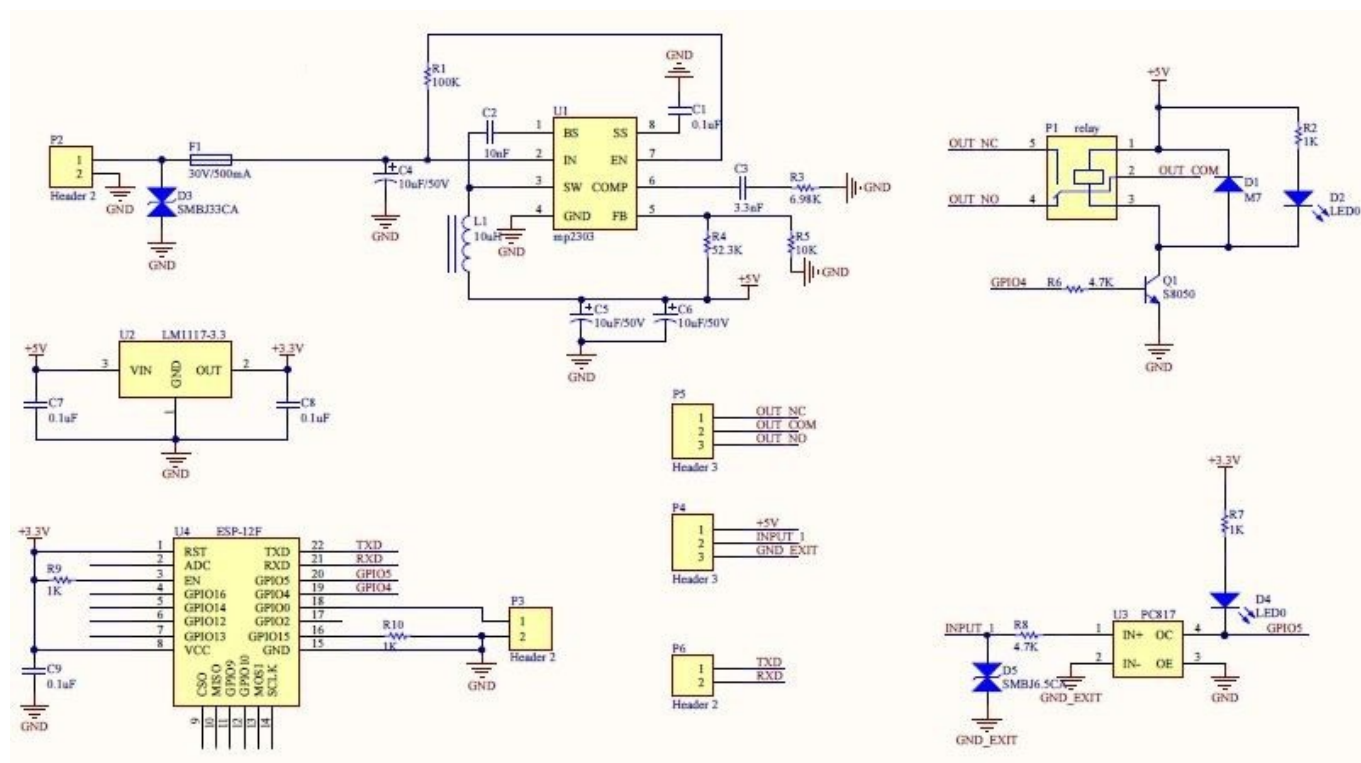 P2
1
2
Header 2
GND
F1
30V/500mA
D3
SMBJ33CA
GND
C4
10uF/50V
GND
R1
100K
C2
10nF
L1
10uH
GND
U1
1 BS SS 8
2 IN EN 7
3 SW COMP 6
4 GND FB 5
mp2303
GND
C1
0.1uF
C3
3.3nF
R3
6.98K
GND
R4
52.3K
R5
10K
GND
+5V
C5
10uF/50V
C6
10uF/50V
GND
+5V
P1 relay
OUT_NC 5 1
2 OUT_COM
OUT_NO 4 3
R2
1K
D1
M7
D2
LED0
GPIO4 R6 4.7K
Q1
S8050
GND
U2 LM1117-3.3
+5V
3 VIN GND OUT 2
1
+3.3V
C7
0.1uF
C8
0.1uF
GND
P5
1 OUT_NC
2 OUT_COM
3 OUT_NO
Header 3
P4
1 +5V
2 INPUT_1
3 GND_EXIT
Header 3
P6
1 TXD
2 RXD
Header 2
+3.3V
U4 ESP-12F
1 RST TXD 22 TXD
2 ADC RXD 21 RXD
3 EN GPIO5 20 GPIO5
4 GPIO16 GPIO4 19 GPIO4
5 GPIO14 GPIO0 18
6 GPIO12 GPIO2 17
7 GPIO13 GPIO15 16
8 VCC GND 15
CSO MISO GPIO9 GPIO10 MOSI SCLK
9 10 11 12 13 14
R9
1K
C9
0.1uF
GND
R10
1K
P3
1
2
Header 2
GND
+3.3V
R7
1K
D4
LED0
U3 PC817
INPUT_1 R8 1 IN+ OC 4 GPIO5
4.7K
2 IN- OE 3
D5
SMBJ6.5CA
GND_EXIT
GND
GND_EXIT